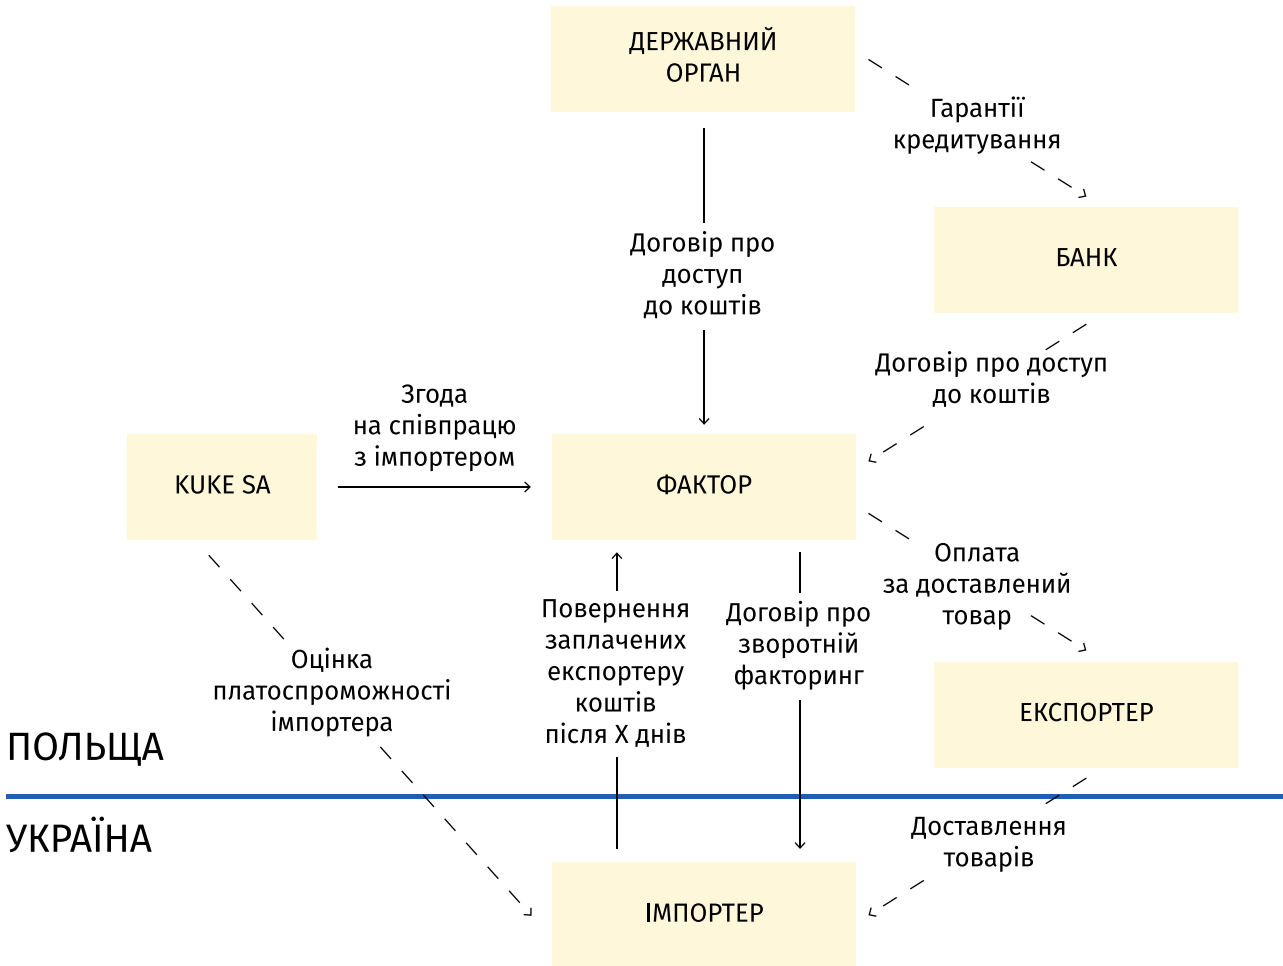 ДЕРЖАВНИЙ
ОРГАН
Гарантії
кредитування
БАНК
Договір про
доступ
до коштів
Договір про доступ
до коштів
Згода
на співпрацю
з імпортером
KUKE SA
ФАКТОР
Оплата
за доставлений
товар
Повернення
заплачених
експортеру
коштів
після X днів
Договір про
зворотній
факторинг
Оцінка
платоспроможності
імпортера
ЕКСПОРТЕР
ПОЛЬЩА
УКРАЇНА
Доставлення
товарів
ІМПОРТЕР